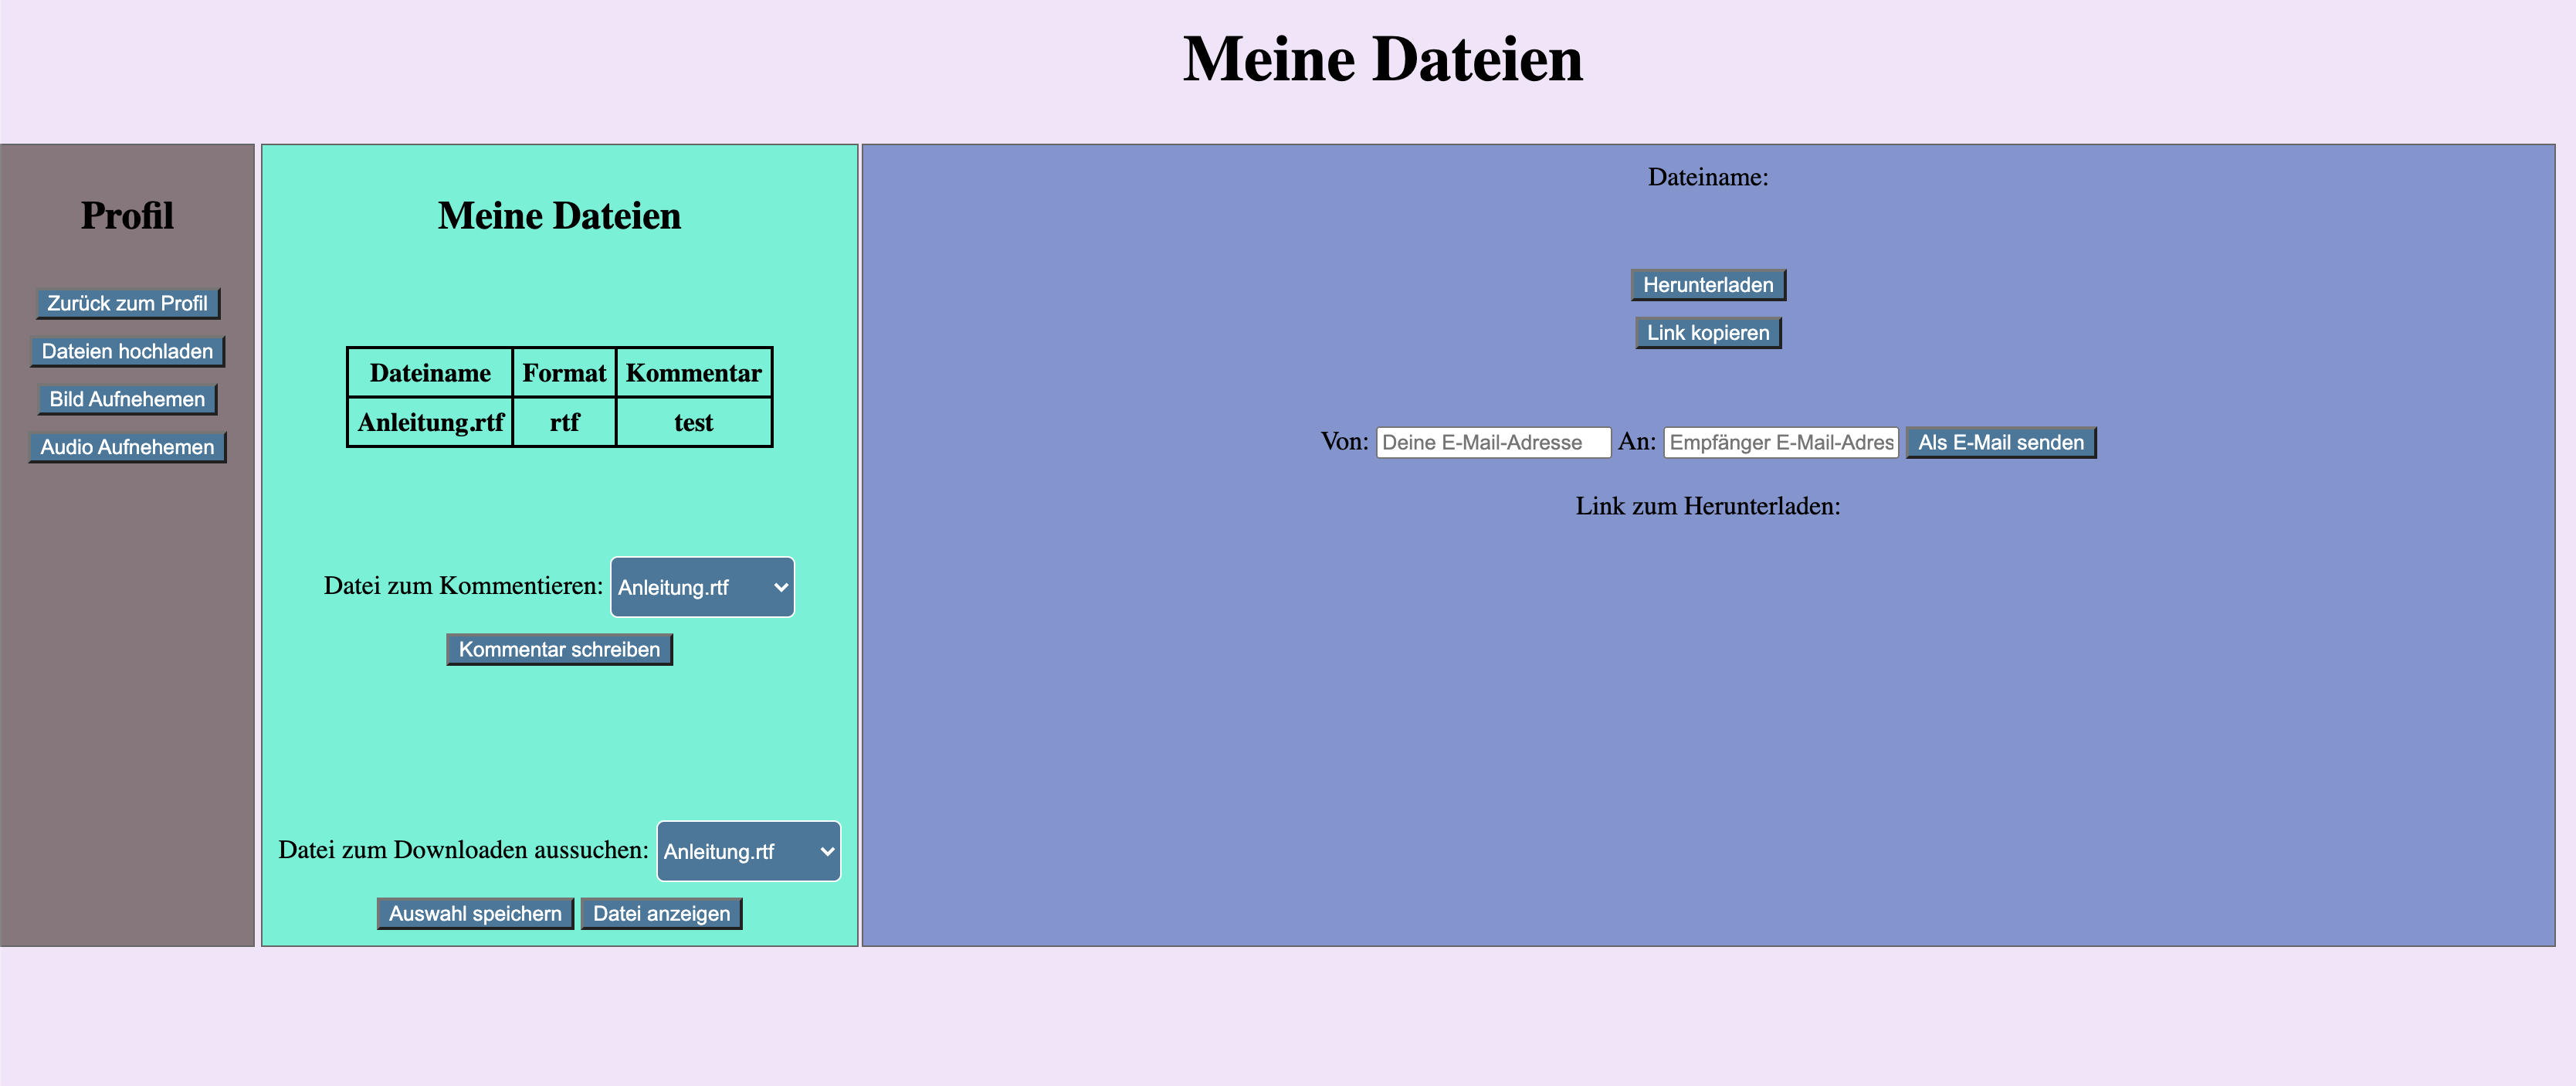 Meine Dateien
Profil
Zurück zum Profil
Dateien hochladen
Bild Aufnehemen
Audio Aufnehemen
Meine Dateien
Dateiname Format Kommentar
Anleitung.rtf rtf test
Datei zum Kommentieren: Anleitung.rtf
Kommentar schreiben
Datei zum Downloaden aussuchen: Anleitung.rtf
Auswahl speichern Datei anzeigen
Dateiname:
Herunterladen
Link kopieren
Von: Deine E-Mail-Adresse An: Empfänger E-Mail-Adres Als E-Mail senden
Link zum Herunterladen: